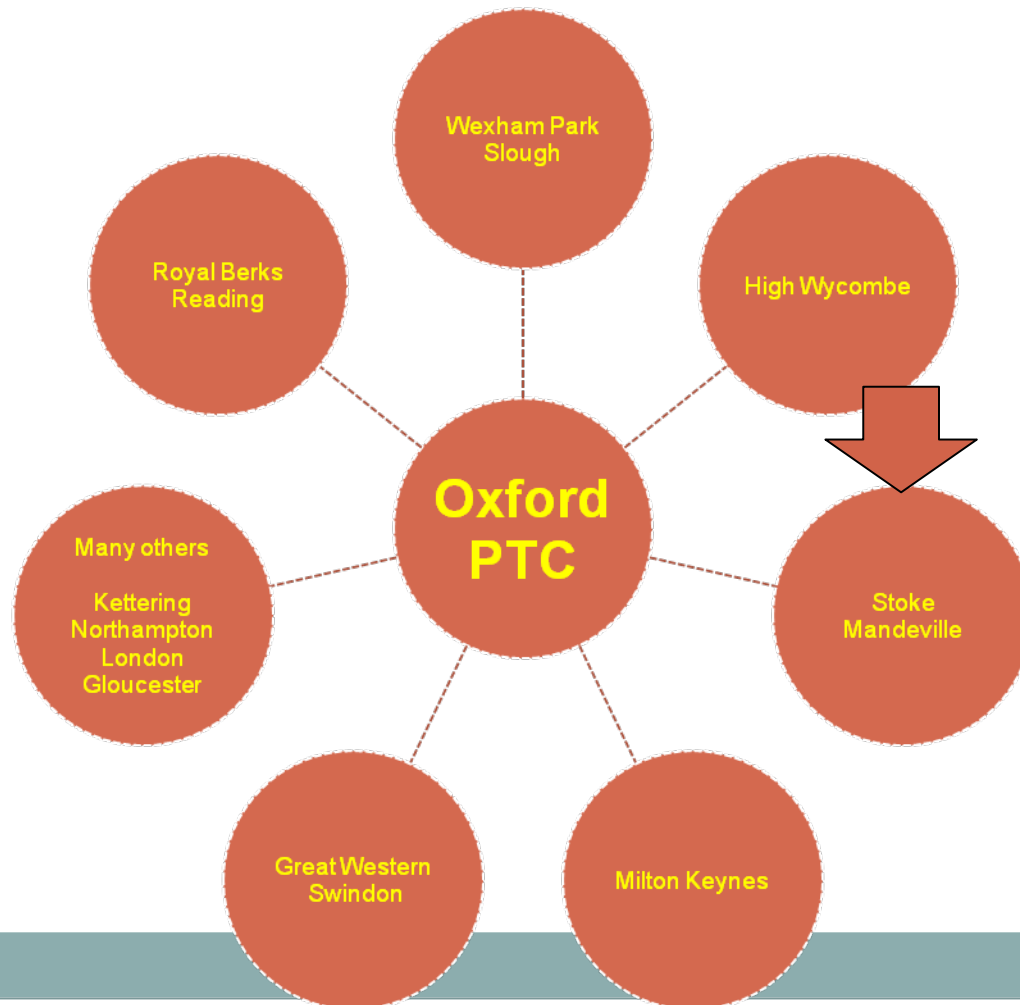 Wexham Park
Slough
Royal Berks
Reading
High Wycombe
Oxford
PTC
Many others
Kettering
Northampton
London
Gloucester
Stoke
Mandeville
Great Western
Swindon
Milton Keynes